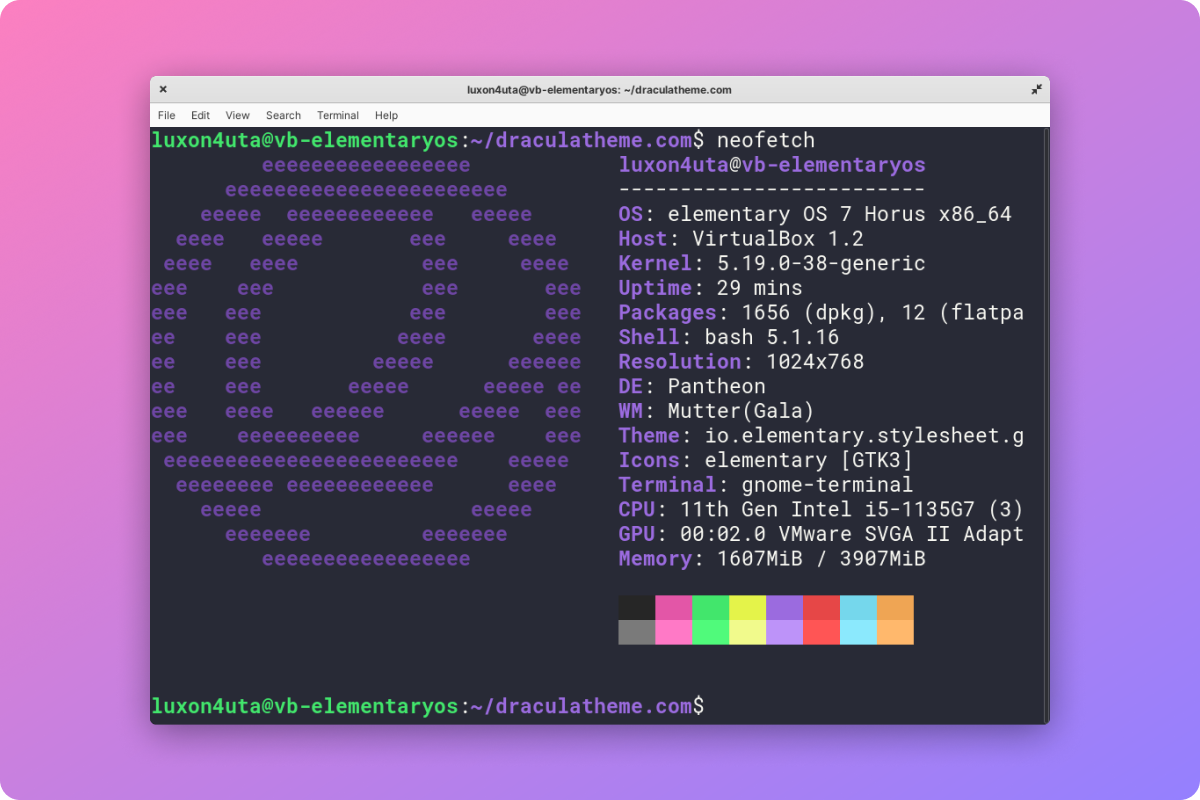 luxon4uta@vb-elementaryos: ~/draculatheme.com
File Edit View Search Terminal Help
luxon4uta@vb-elementaryos:~/draculatheme.com$ neofetch
         eeeeeeeeeeeeeeeee            luxon4uta@vb-elementaryos
      eeeeeeeeeeeeeeeeeeeeeee         -------------------------
    eeeee  eeeeeeeeeeee   eeeee       OS: elementary OS 7 Horus x86_64
  eeee   eeeee       eee     eeee     Host: VirtualBox 1.2
 eeee   eeee          eee     eeee    Kernel: 5.19.0-38-generic
eee    eee            eee       eee   Uptime: 29 mins
eee   eee            eee        eee   Packages: 1656 (dpkg), 12 (flatpa
ee    eee           eeee       eeee   Shell: bash 5.1.16
ee    eee         eeeee      eeeeee   Resolution: 1024x768
ee    eee       eeeee      eeeee ee   DE: Pantheon
eee   eeee   eeeeee      eeeee  eee   WM: Mutter(Gala)
eee    eeeeeeeeee     eeeeee    eee   Theme: io.elementary.stylesheet.g
 eeeeeeeeeeeeeeeeeeeeeeee    eeeee    Icons: elementary [GTK3]
  eeeeeeee eeeeeeeeeeee      eeee     Terminal: gnome-terminal
    eeeee                 eeeee       CPU: 11th Gen Intel i5-1135G7 (3)
      eeeeeee         eeeeeee         GPU: 00:02.0 VMware SVGA II Adapt
         eeeeeeeeeeeeeeeee            Memory: 1607MiB / 3907MiB
luxon4uta@vb-elementaryos:~/draculatheme.com$